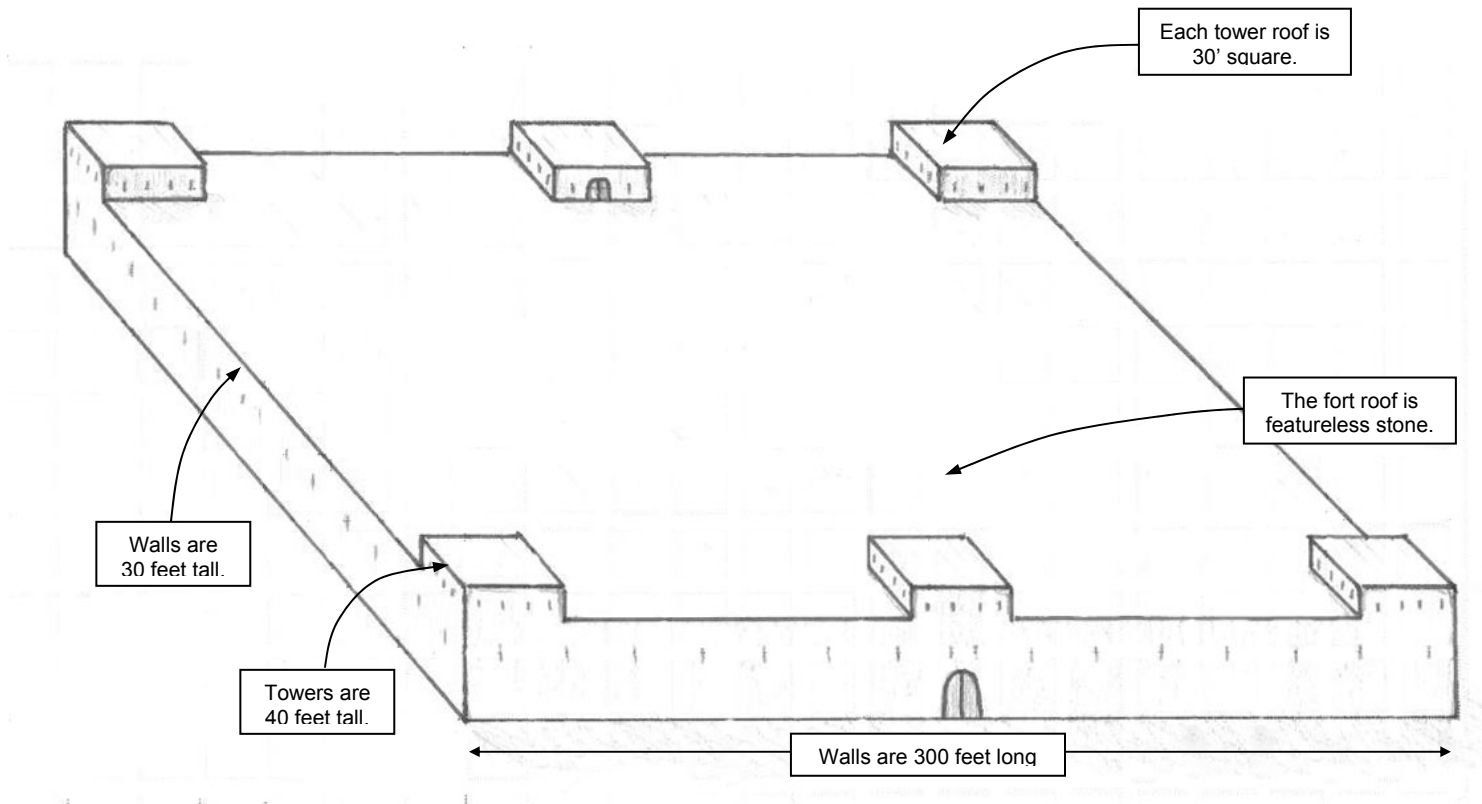 Each tower roof is
30' square.
The fort roof is
featureless stone.
Walls are
30 feet tall.
Towers are
40 feet tall.
Walls are 300 feet long